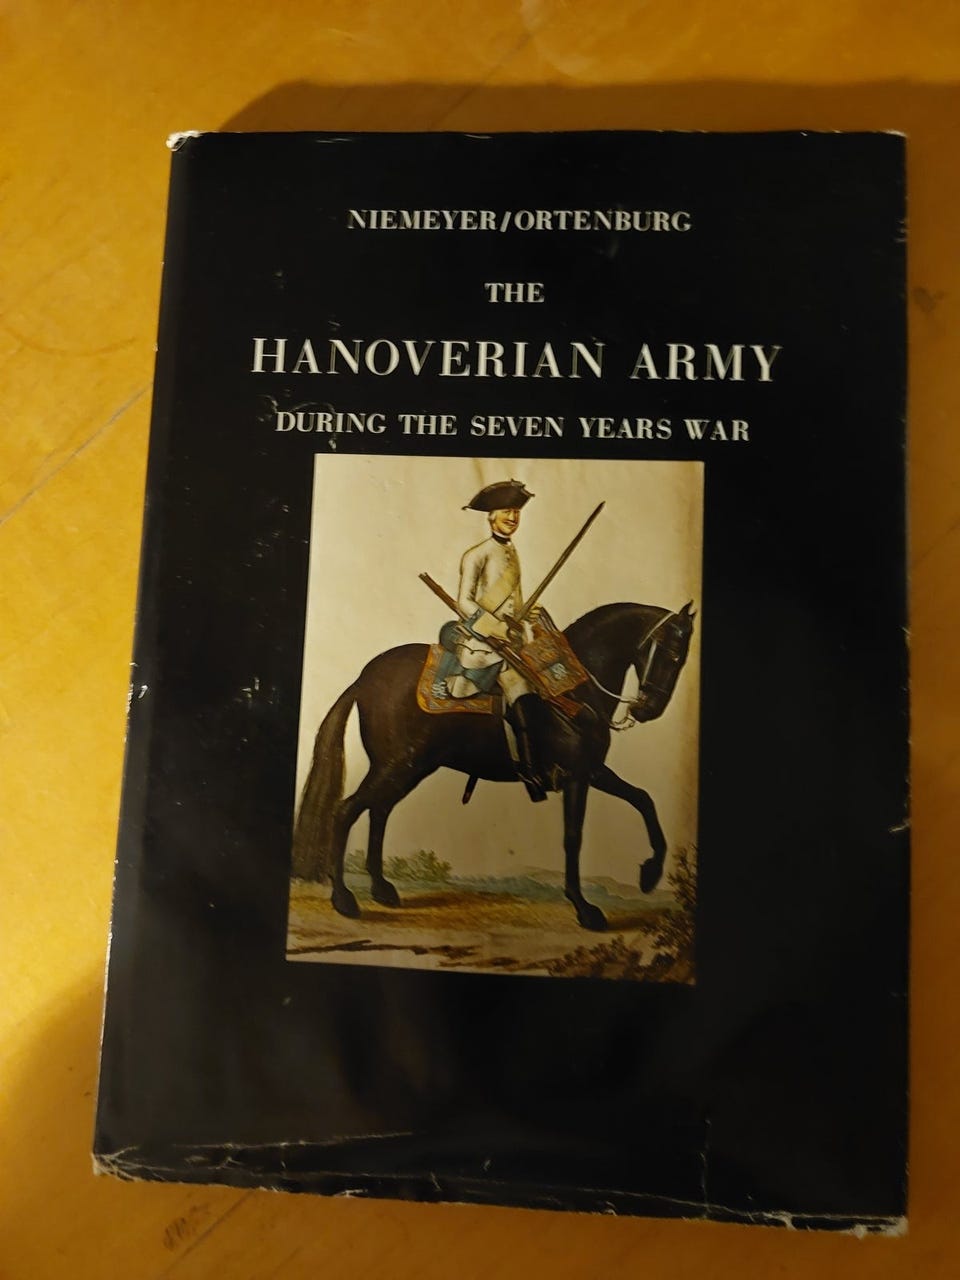 NIEMEYER/ORTENBURG
THE
HANOVERIAN ARMY
DURING THE SEVEN YEARS WAR